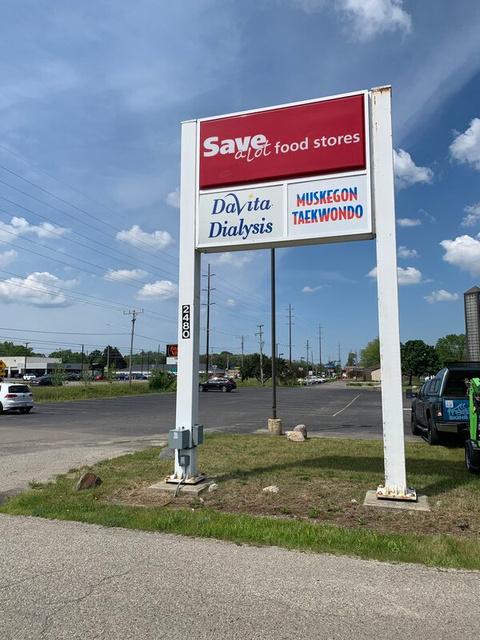 Save a lot food stores
DaVita
Dialysis
MUSKEGON
TAEKWONDO
2480